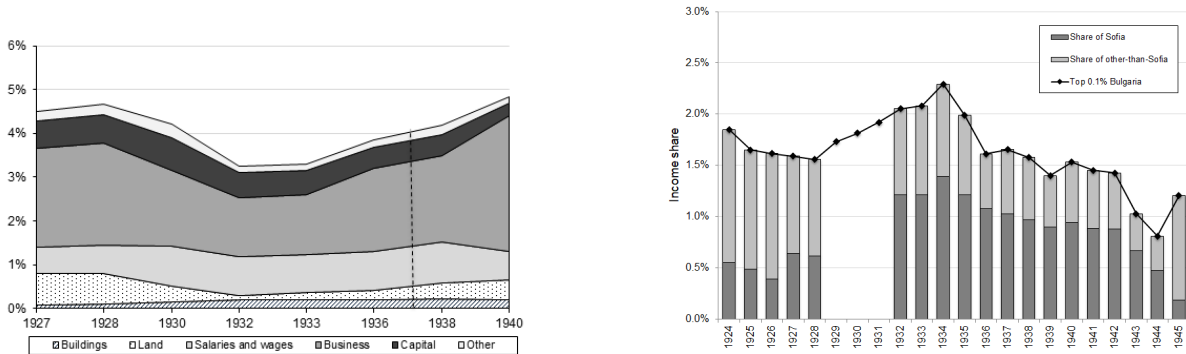 6%
5%
4%
3%
2%
1%
0%
1927 1928 1930 1932 1933 1936 1938 1940
Buildings Land Salaries and wages Business Capital Other
Income share
3.0%
2.5%
2.0%
1.5%
1.0%
0.5%
0.0%
Share of Sofia
Share of other-than-Sofia
Top 0.1% Bulgaria
1924 1925 1926 1927 1928 1929 1930 1931 1932 1933 1934 1935 1936 1937 1938 1939 1940 1941 1942 1943 1944 1945